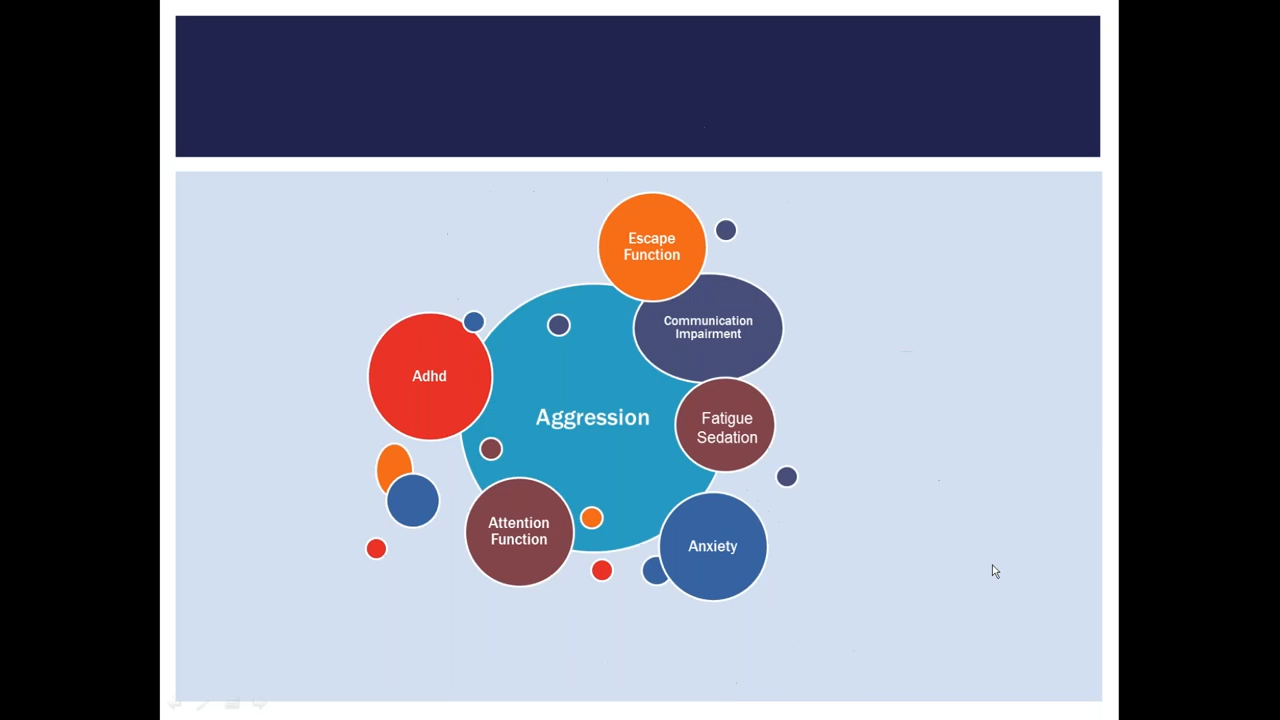 Escape
Function
Communication
Impairment
Adhd
Aggression
Fatigue
Sedation
Attention
Function
Anxiety